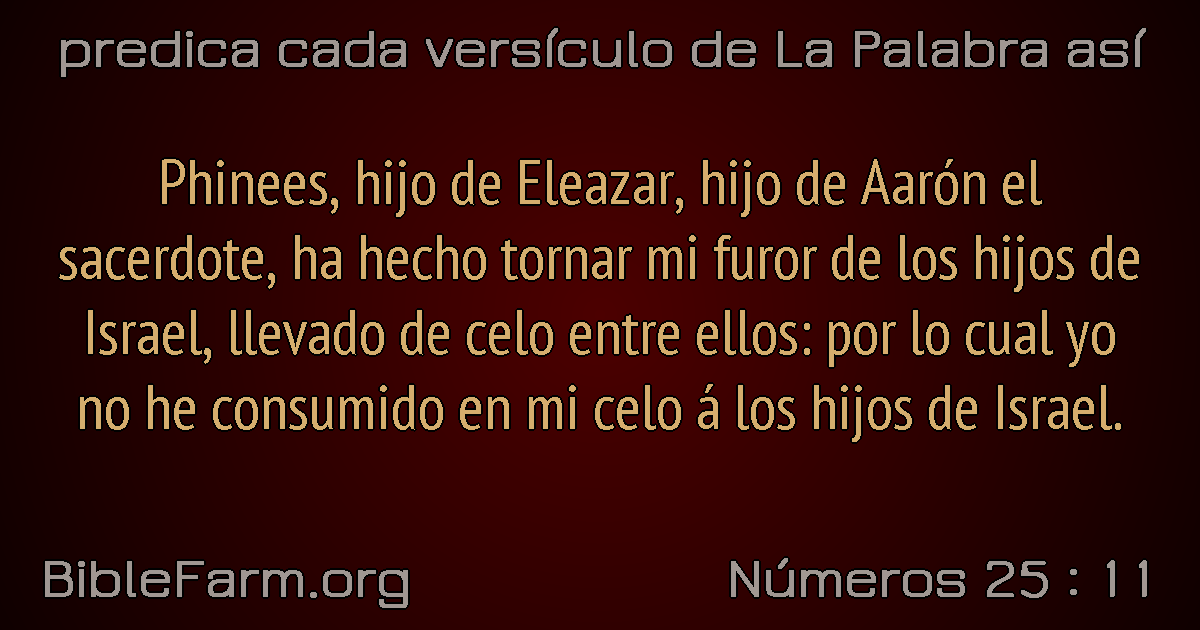 predica cada versículo de La Palabra así
Phinees, hijo de Eleazar, hijo de Aarón el
sacerdote, ha hecho tornar mi furor de los hijos de
Israel, llevado de celo entre ellos: por lo cual yo
no he consumido en mi celo á los hijos de Israel.
BibleFarm.org
Números 25 : 11